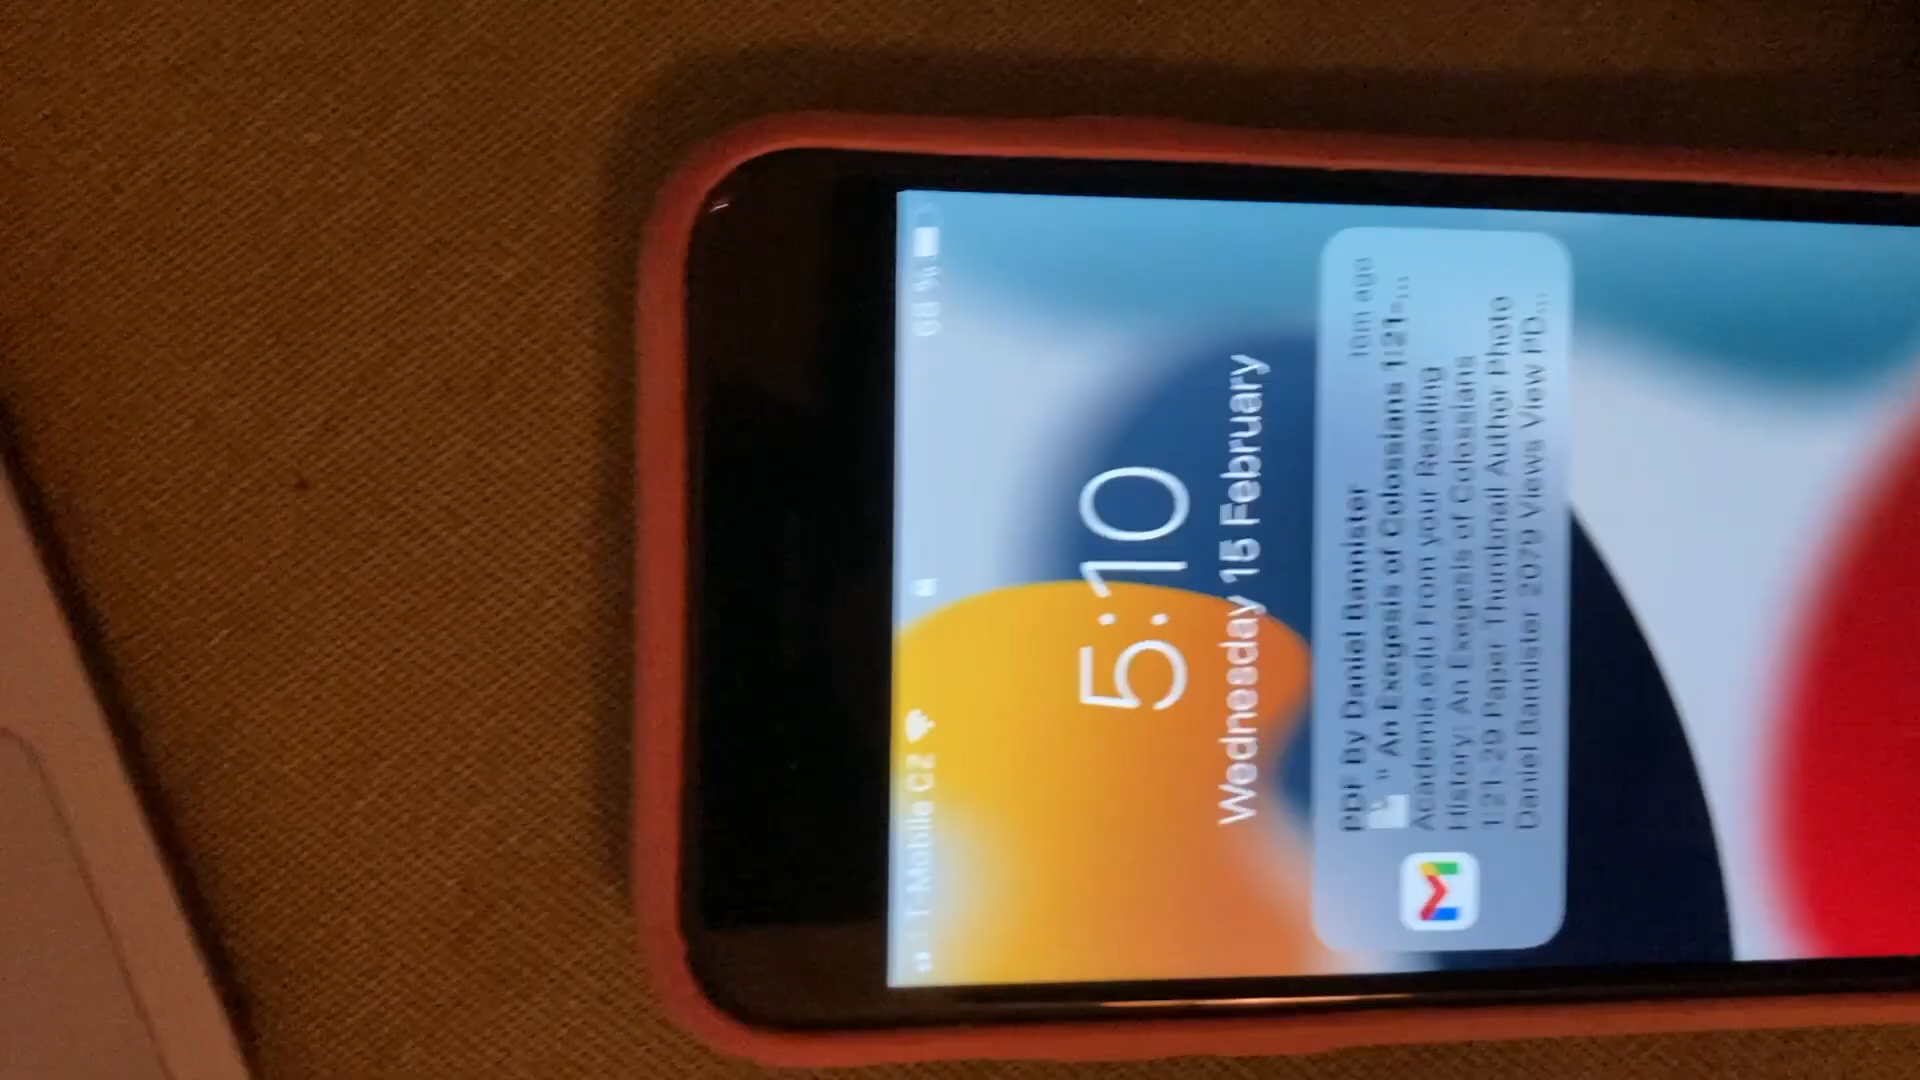 T-Mobile CZ 68 %
5:10
Wednesday 15 February
PDF By Daniel Bannister
" An Exegesis of Colossians 1:21-...
Academia.edu From your Reading
History: An Exegesis of Colossians
1:21-29 Paper Thumbnail Author Photo
Daniel Bannister 2079 Views View PD...